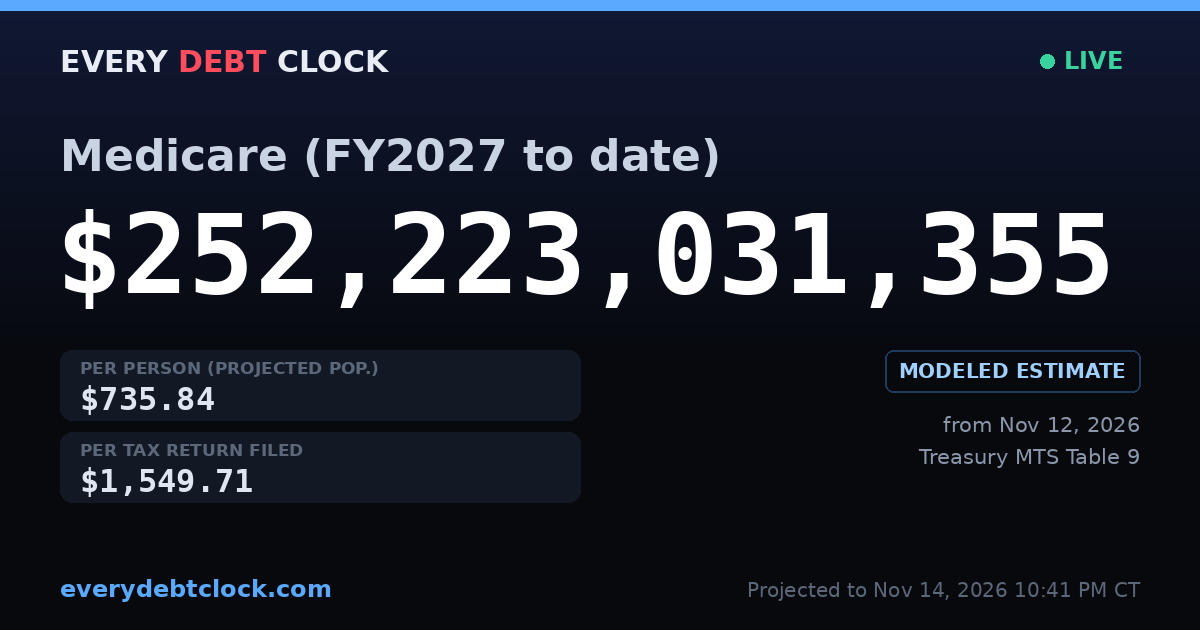 EVERY DEBT CLOCK
LIVE
Medicare (FY2027 to date)
$252,223,031,355
PER PERSON (PROJECTED POP.)
$735.84
MODELED ESTIMATE
from Nov 12, 2026
Treasury MTS Table 9
PER TAX RETURN FILED
$1,549.71
everydebtclock.com
Projected to Nov 14, 2026 10:41 PM CT